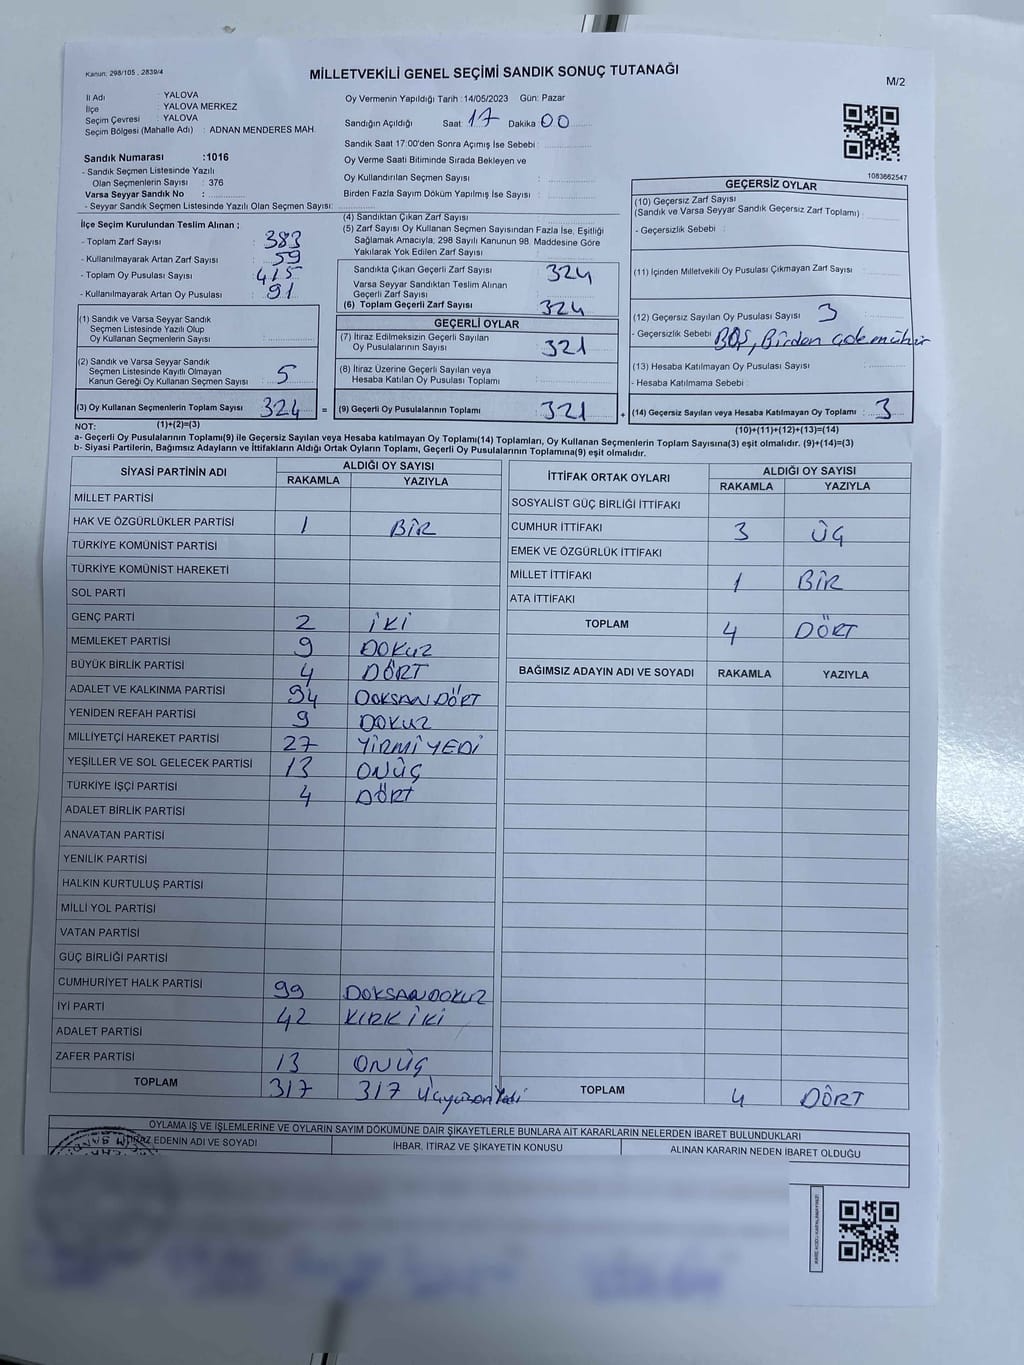 Kanun: 298/105 , 2839/4
MİLLETVEKİLİ GENEL SEÇİMİ SANDIK SONUÇ TUTANAĞI
M/2
İl Adı : YALOVA
İlçe : YALOVA MERKEZ
Seçim Çevresi : YALOVA
Seçim Bölgesi (Mahalle Adı) : ADNAN MENDERES MAH.
Oy Vermenin Yapıldığı Tarih :14/05/2023 Gün: Pazar
Sandığın Açıldığı Saat 17 Dakika 00
Sandık Saat 17:00'den Sonra Açımış İse Sebebi :
Oy Verme Saati Bitiminde Sırada Bekleyen ve
Oy Kullandırılan Seçmen Sayısı :
Birden Fazla Sayım Döküm Yapılmış İse Sayısı :
Sandık Numarası :1016
- Sandık Seçmen Listesinde Yazılı
Olan Seçmenlerin Sayısı : 376
Varsa Seyyar Sandık No :
- Seyyar Sandık Seçmen Listesinde Yazılı Olan Seçmen Sayısı:
1083662547
İlçe Seçim Kurulundan Teslim Alınan ;
- Toplam Zarf Sayısı : 383
- Kullanılmayarak Artan Zarf Sayısı : 59
- Toplam Oy Pusulası Sayısı : 415
- Kullanılmayarak Artan Oy Pusulası : 91
(1) Sandık ve Varsa Seyyar Sandık
Seçmen Listesinde Yazılı Olup
Oy Kullanan Seçmenlerin Sayısı :
(2) Sandık ve Varsa Seyyar Sandık
Seçmen Listesinde Kayıtlı Olmayan
Kanun Gereği Oy Kullanan Seçmen Sayısı : 5
(3) Oy Kullanan Seçmenlerin Toplam Sayısı 324 =
(1)+(2)=(3)
(4) Sandıktan Çıkan Zarf Sayısı :
(5) Zarf Sayısı Oy Kullanan Seçmen Sayısından Fazla İse, Eşitliği
Sağlamak Amacıyla, 298 Sayılı Kanunun 98. Maddesine Göre
Yakılarak Yok Edilen Zarf Sayısı :
Sandıkta Çıkan Geçerli Zarf Sayısı 324
Varsa Seyyar Sandıktan Teslim Alınan
Geçerli Zarf Sayısı :
(6) Toplam Geçerli Zarf Sayısı : 324
GEÇERLİ OYLAR
(7) İtiraz Edilmeksizin Geçerli Sayılan
Oy Pusulalarının Sayısı : 321
(8) İtiraz Üzerine Geçerli Sayılan veya
Hesaba Katılan Oy Pusulası Toplamı :
(9) Geçerli Oy Pusulalarının Toplamı : 321 +
GEÇERSİZ OYLAR
(10) Geçersiz Zarf Sayısı
(Sandık ve Varsa Seyyar Sandık Geçersiz Zarf Toplamı) :
- Geçersizlik Sebebi :
(11) İçinden Milletvekili Oy Pusulası Çıkmayan Zarf Sayısı :
(12) Geçersiz Sayılan Oy Pusulası Sayısı : 3
- Geçersizlik Sebebi BOŞ, Birden
(13) Hesaba Katılmayan Oy Pusulası Sayısı :
- Hesaba Katılmama Sebebi :
(14) Geçersiz Sayılan veya Hesaba Katılmayan Oy Toplamı : 3
(10)+(11)+(12)+(13)=(14)
NOT:
a- Geçerli Oy Pusulalarının Toplamı(9) ile Geçersiz Sayılan veya Hesaba katılmayan Oy Toplamı(14) Toplamları, Oy Kullanan Seçmenlerin Toplam Sayısına(3) eşit olmalıdır. (9)+(14)=(3)
b- Siyasi Partilerin, Bağımsız Adayların ve İttifakların Aldığı Ortak Oyların Toplamı, Geçerli Oy Pusulalarının Toplamına(9) eşit olmalıdır.
SİYASİ PARTİNİN ADI ALDIĞI OY SAYISI
RAKAMLA YAZIYLA
MİLLET PARTİSİ
HAK VE ÖZGÜRLÜKLER PARTİSİ 1 BİR
TÜRKİYE KOMÜNİST PARTİSİ
TÜRKİYE KOMÜNİST HAREKETİ
SOL PARTİ
GENÇ PARTİ 2 İKİ
MEMLEKET PARTİSİ 9 DOKUZ
BÜYÜK BİRLİK PARTİSİ 4 DÖRT
ADALET VE KALKINMA PARTİSİ 94 DOKSANDÖRT
YENİDEN REFAH PARTİSİ 9 DOKUZ
MİLLİYETÇİ HAREKET PARTİSİ 27 YİRMİYEDİ
YEŞİLLER VE SOL GELECEK PARTİSİ 13 ONÜÇ
TÜRKİYE İŞÇİ PARTİSİ 4 DÖRT
ADALET BİRLİK PARTİSİ
ANAVATAN PARTİSİ
YENİLİK PARTİSİ
HALKIN KURTULUŞ PARTİSİ
MİLLİ YOL PARTİSİ
VATAN PARTİSİ
GÜÇ BİRLİĞİ PARTİSİ
CUMHURİYET HALK PARTİSİ 99 DOKSANDOKUZ
İYİ PARTİ 42 KIRKİKİ
ADALET PARTİSİ
ZAFER PARTİSİ 13 ONÜÇ
TOPLAM 317 317 Üçyüzon Yedi
İTTİFAK ORTAK OYLARI ALDIĞI OY SAYISI
RAKAMLA YAZIYLA
SOSYALİST GÜÇ BİRLİĞİ İTTİFAKI
CUMHUR İTTİFAKI 3 ÜÇ
EMEK VE ÖZGÜRLÜK İTTİFAKI
MİLLET İTTİFAKI 1 BİR
ATA İTTİFAKI
TOPLAM 4 DÖRT
BAĞIMSIZ ADAYIN ADI VE SOYADI RAKAMLA YAZIYLA
TOPLAM 4 DÖRT
OYLAMA İŞ VE İŞLEMLERİNE VE OYLARIN SAYIM DÖKÜMÜNE DAİR ŞİKAYETLERLE BUNLARA AİT KARARLARIN NELERDEN İBARET BULUNDUKLARI
İTİRAZ EDENİN ADI VE SOYADI İHBAR, İTİRAZ VE ŞİKAYETİN KONUSU ALINAN KARARIN NEDEN İBARET OLDUĞU